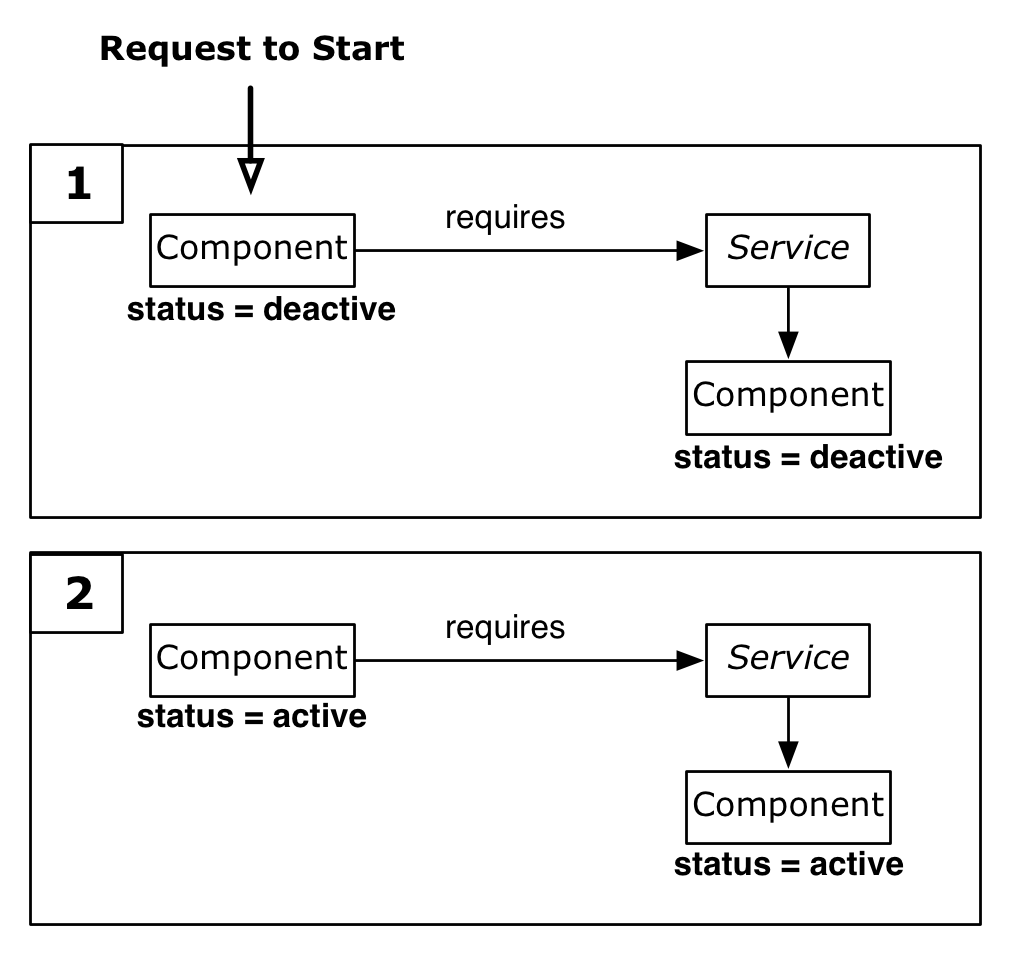 Request to Start
1
requires
Component
Service
status = deactive
Component
status = deactive
2
requires
Component
Service
status = active
Component
status = active